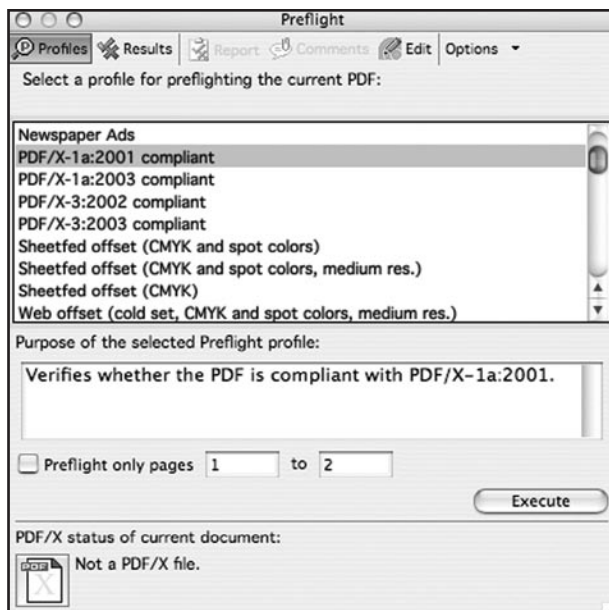 Preflight
Profiles Results Report Comments Edit Options
Select a profile for preflighting the current PDF:
Newspaper Ads
PDF/X-1a:2001 compliant
PDF/X-1a:2003 compliant
PDF/X-3:2002 compliant
PDF/X-3:2003 compliant
Sheetfed offset (CMYK and spot colors)
Sheetfed offset (CMYK and spot colors, medium res.)
Sheetfed offset (CMYK)
Web offset (cold set, CMYK and spot colors, medium res.)
Purpose of the selected Preflight profile:
Verifies whether the PDF is compliant with PDF/X-1a:2001.
Preflight only pages 1 to 2
Execute
PDF/X status of current document:
PDF X Not a PDF/X file.